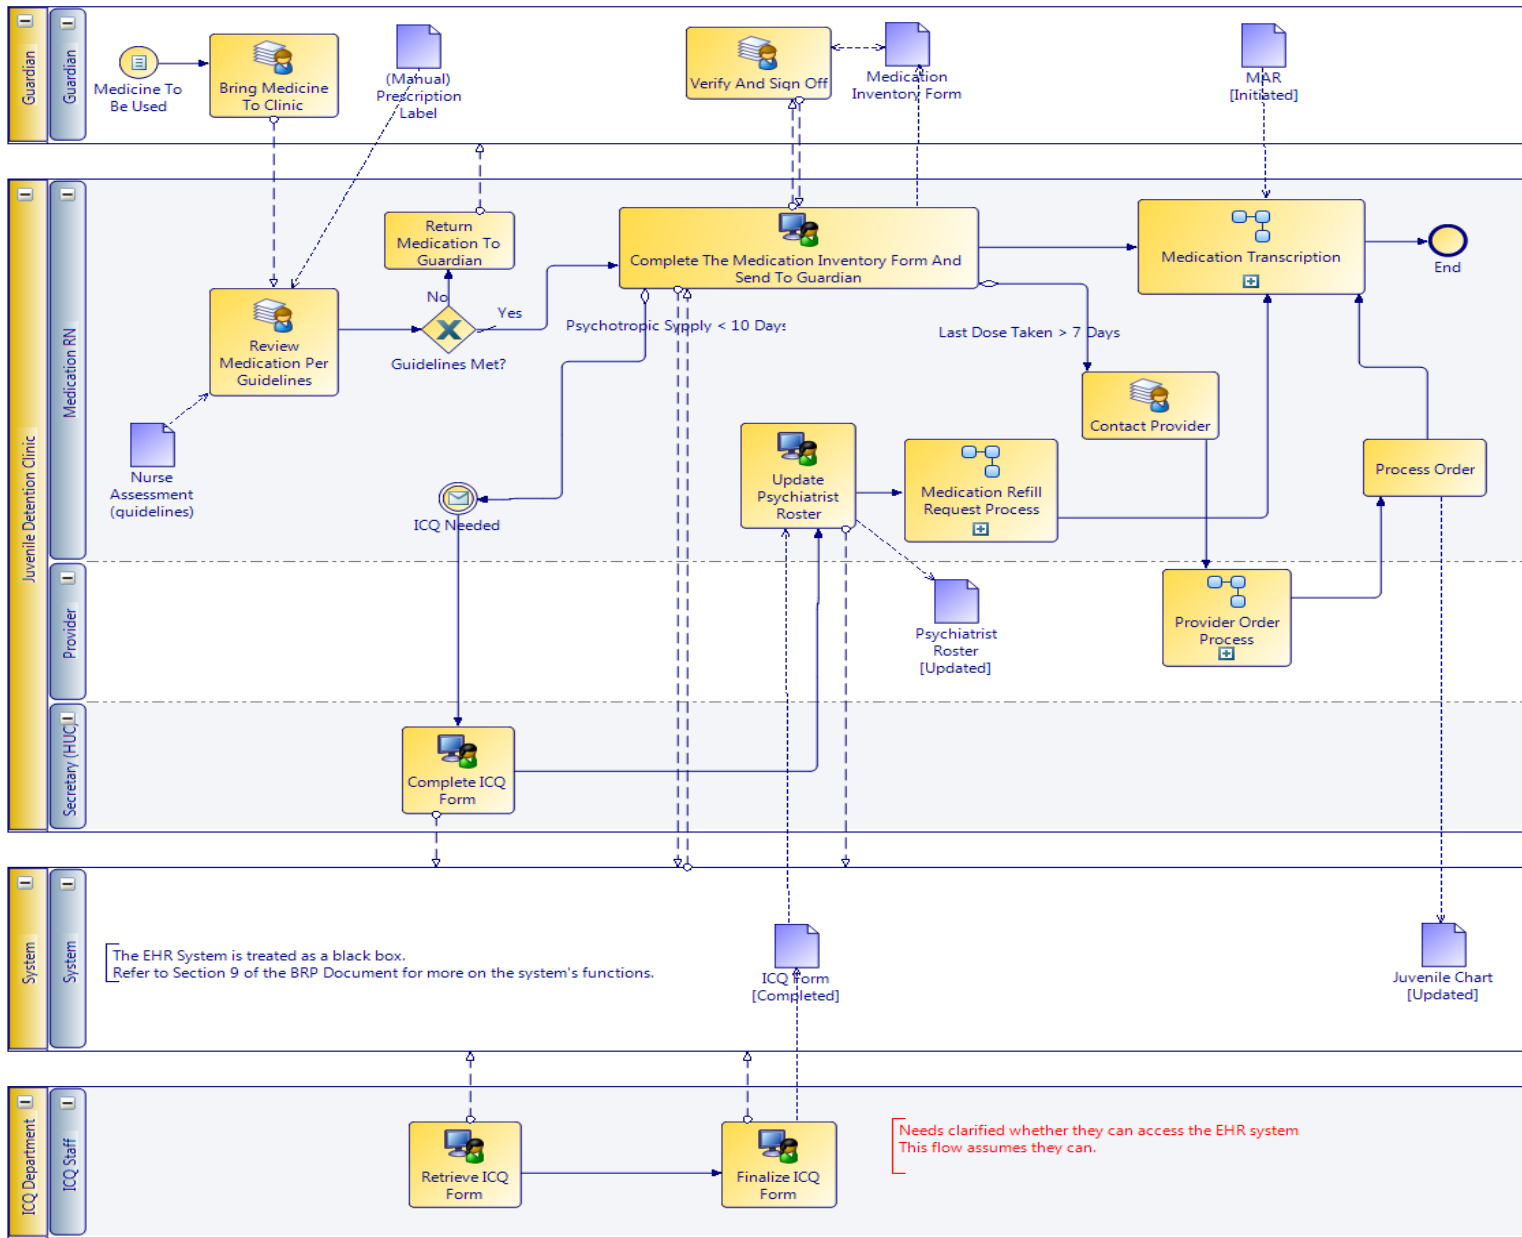 Guardian
Guardian
Medicine To
Be Used
Bring Medicine
To Clinic
(Manual)
Prescription
Label
Verify And Sign Off
Medication
Inventory Form
MAR
[Initiated]
Juvenile Detention Clinic
Medication RN
Return
Medication To
Guardian
No
Yes
Guidelines Met?
Review
Medication Per
Guidelines
Nurse
Assessment
(guidelines)
Complete The Medication Inventory Form And
Send To Guardian
Psychotropic Supply < 10 Days
Last Dose Taken > 7 Days
Medication Transcription
End
Contact Provider
Process Order
ICQ Needed
Update
Psychiatrist
Roster
Medication Refill
Request Process
Provider
Psychiatrist
Roster
[Updated]
Provider Order
Process
Secretary (HUC)
Complete ICQ
Form
System
System
The EHR System is treated as a black box.
Refer to Section 9 of the BRP Document for more on the system's functions.
ICQ Form
[Completed]
Juvenile Chart
[Updated]
ICQ Department
ICQ Staff
Retrieve ICQ
Form
Finalize ICQ
Form
Needs clarified whether they can access the EHR system
This flow assumes they can.